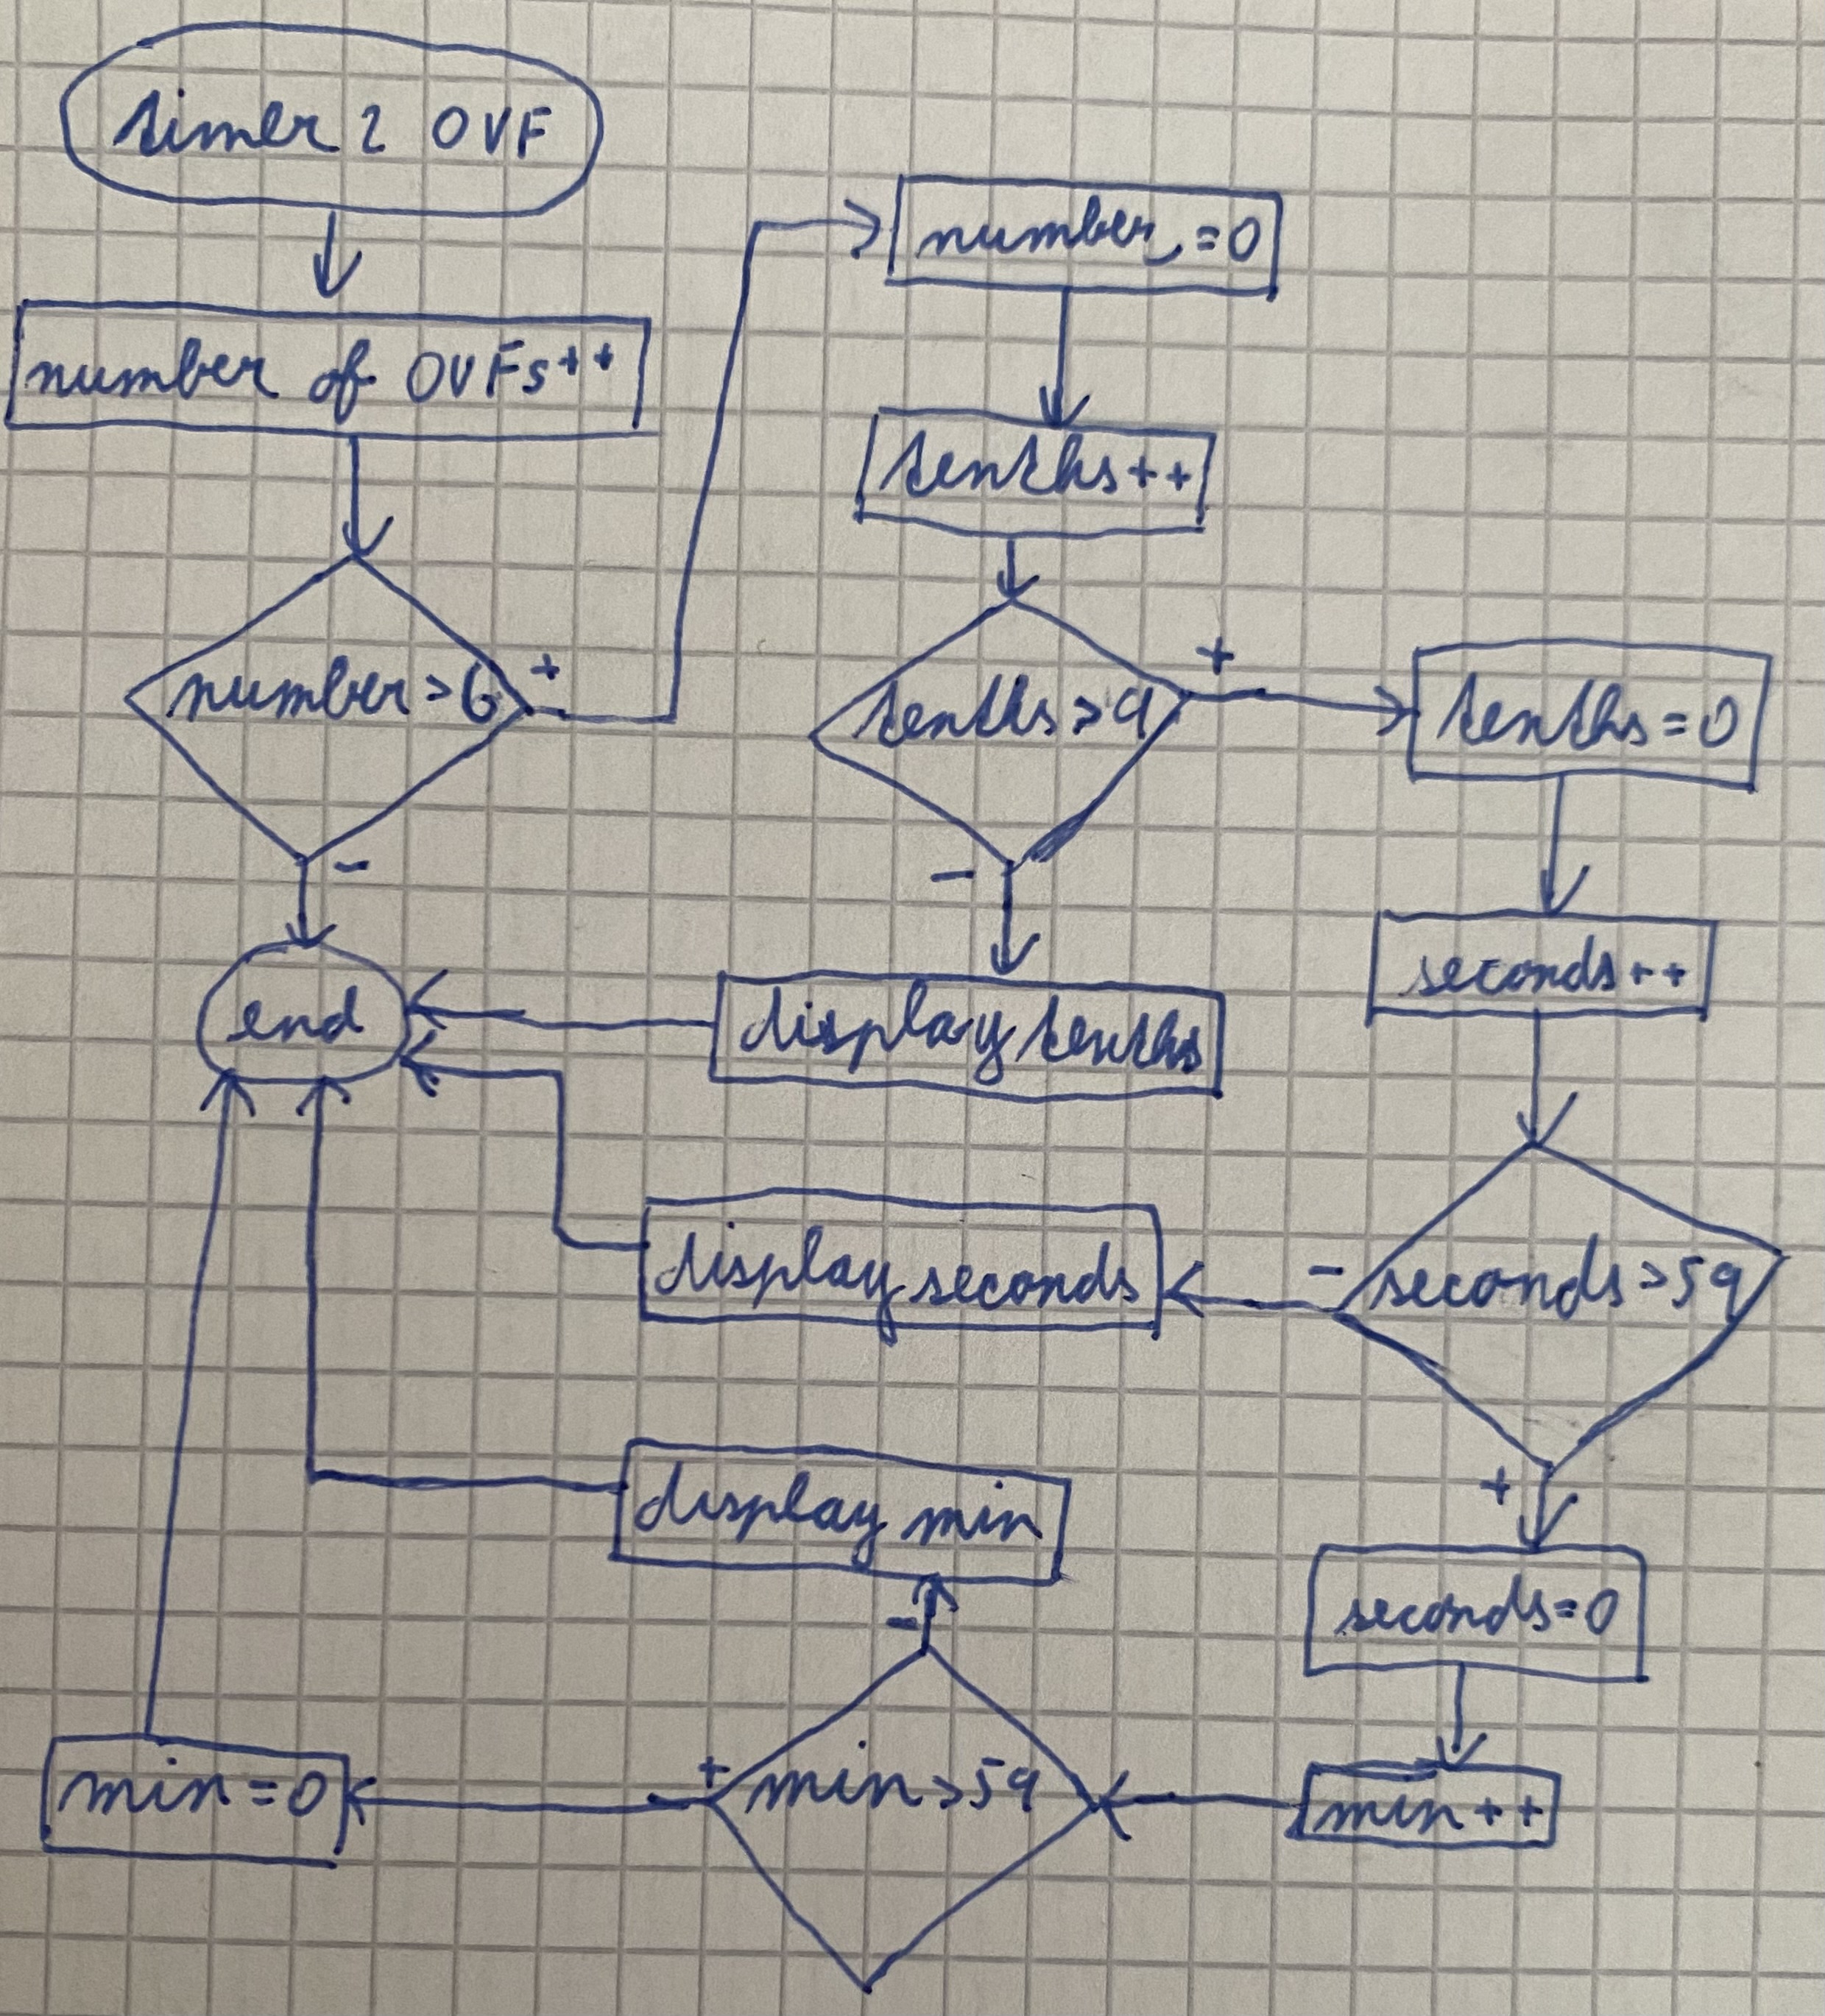 timer 2 OVF
number of OVFs++
number > 6
+
-
end
number = 0
tenths++
tenths > 9
+
-
display tenths
tenths = 0
seconds++
seconds > 59
-
+
display seconds
seconds = 0
min++
min > 59
-
+
display min
min = 0